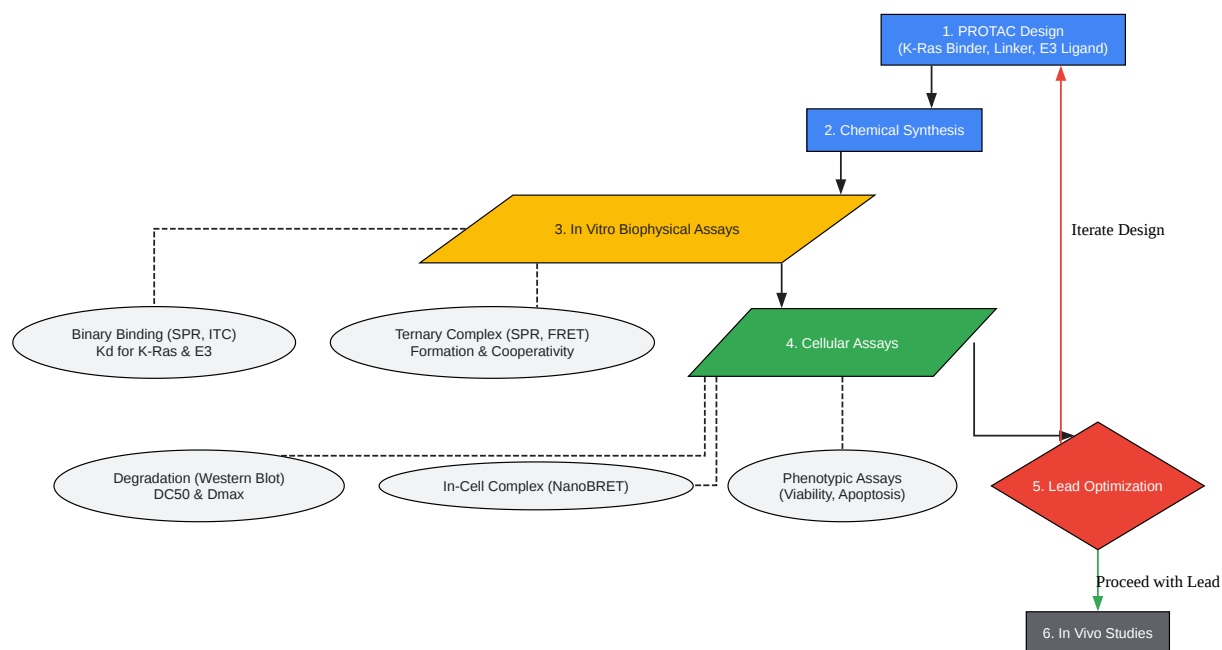 1. PROTAC Design
(K-Ras Binder, Linker, E3 Ligand)
2. Chemical Synthesis
3. In Vitro Biophysical Assays
Iterate Design
Binary Binding (SPR, ITC)
Kd for K-Ras & E3
Ternary Complex (SPR, FRET)
Formation & Cooperativity
4. Cellular Assays
Degradation (Western Blot)
DC50 & Dmax
In-Cell Complex (NanoBRET)
Phenotypic Assays
(Viability, Apoptosis)
5. Lead Optimization
Proceed with Lead
6. In Vivo Studies